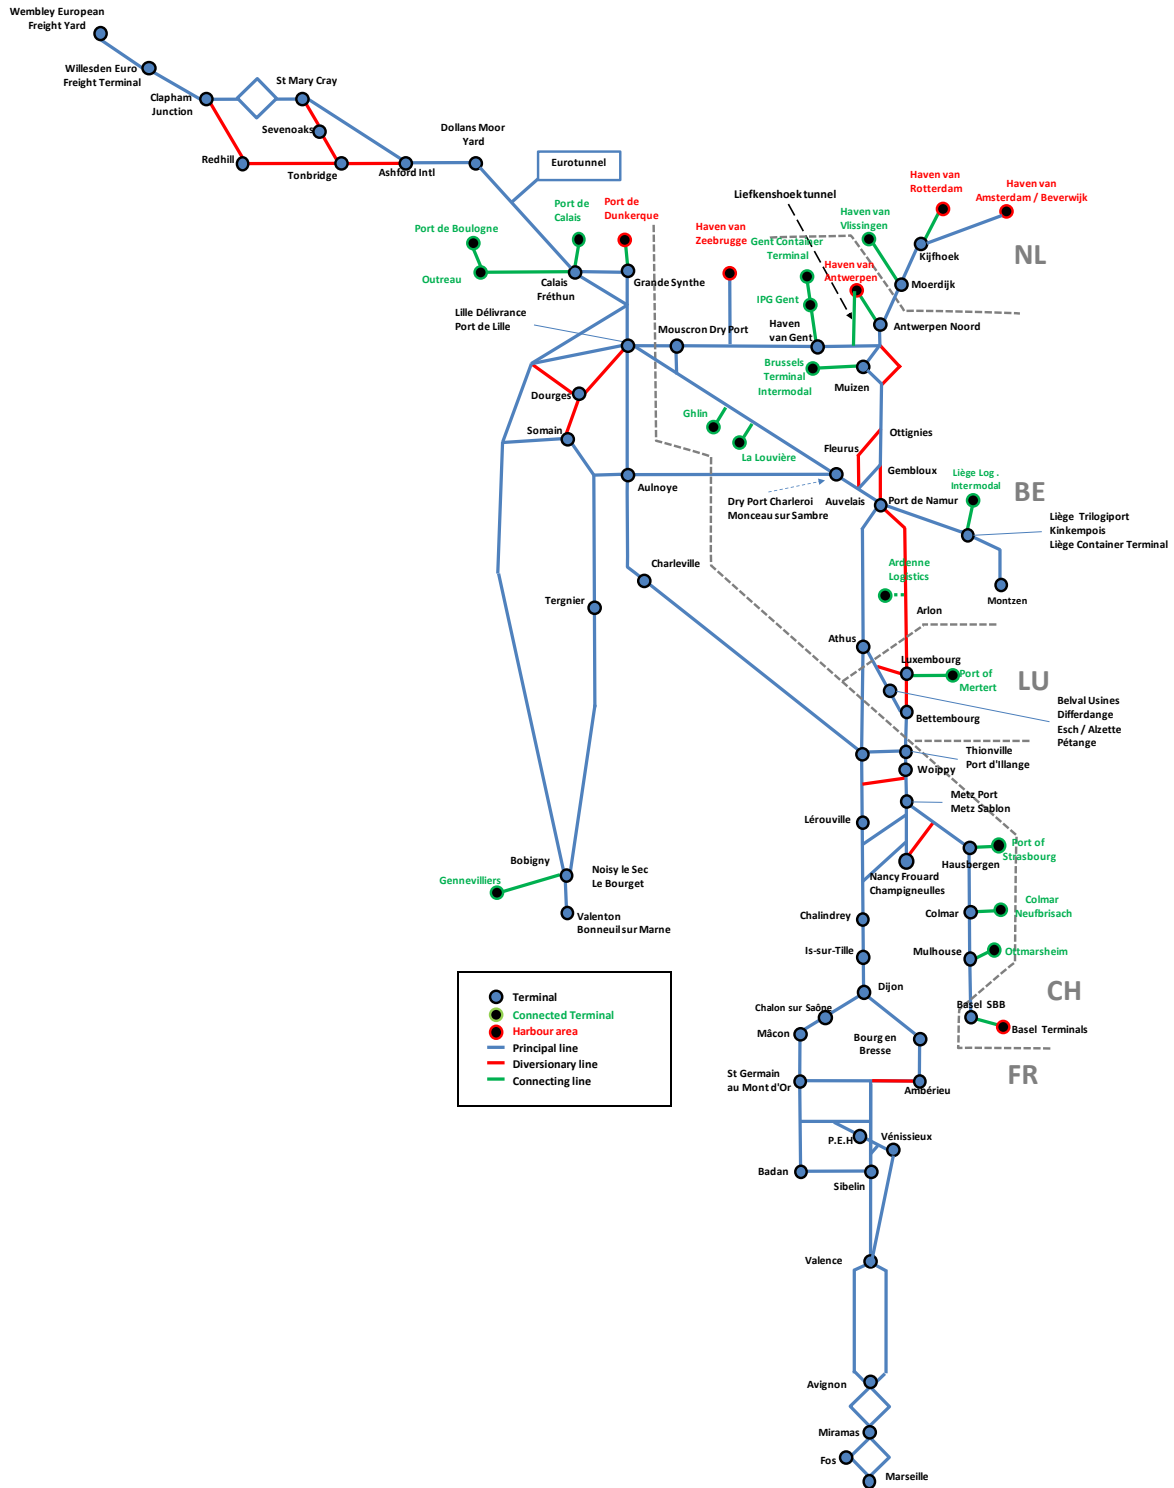 Wembley European
Freight Yard
Willesden Euro
Freight Terminal
St Mary Cray
Clapham
Junction
Sevenoaks
Dollans Moor
Yard
Redhill
Tonbridge
Ashford Intl
Eurotunnel
Liefkenshoek tunnel
Haven van
Rotterdam
Haven van
Amsterdam / Beverwijk
Port de
Calais
Port de
Dunkerque
Haven van
Vlissingen
Port de Boulogne
Haven van
Zeebrugge
Gent Container
Terminal
Kijfhoek
NL
Haven van
Antwerpen
Outreau
Calais
Fréthun
Grande Synthe
Moerdijk
IPG Gent
Lille Délivrance
Port de Lille
Mouscron Dry Port
Haven
van Gent
Antwerpen Noord
Brussels
Terminal
Intermodal
Muizen
Dourges
Ghlin
Somain
La Louvière
Fleurus
Ottignies
Gembloux
Liège Log .
Intermodal
BE
Aulnoye
Dry Port Charleroi
Monceau sur Sambre
Auvelais
Port de Namur
Liège Trilogiport
Kinkempois
Liège Container Terminal
Charleville
Ardenne
Logistics
Tergnier
Montzen
Arlon
Athus
Luxembourg
Port of
Mertert
LU
Belval Usines
Differdange
Esch / Alzette
Pétange
Bettembourg
Thionville
Port d'Illange
Woippy
Metz Port
Metz Sablon
Lérouville
Port of
Strasbourg
Hausbergen
Bobigny
Noisy le Sec
Le Bourget
Gennevilliers
Nancy Frouard
Champigneulles
Colmar
Neufbrisach
Valenton
Bonneuil sur Marne
Chalindrey
Colmar
Is-sur-Tille
Mulhouse
Ottmarsheim
Dijon
CH
Terminal
Connected Terminal
Harbour area
Principal line
Diversionary line
Connecting line
Chalon sur Saône
Basel SBB
Basel Terminals
Mâcon
Bourg en
Bresse
FR
St Germain
au Mont d'Or
Ambérieu
P.E.H
Vénissieux
Badan
Sibelin
Valence
Avignon
Miramas
Fos
Marseille